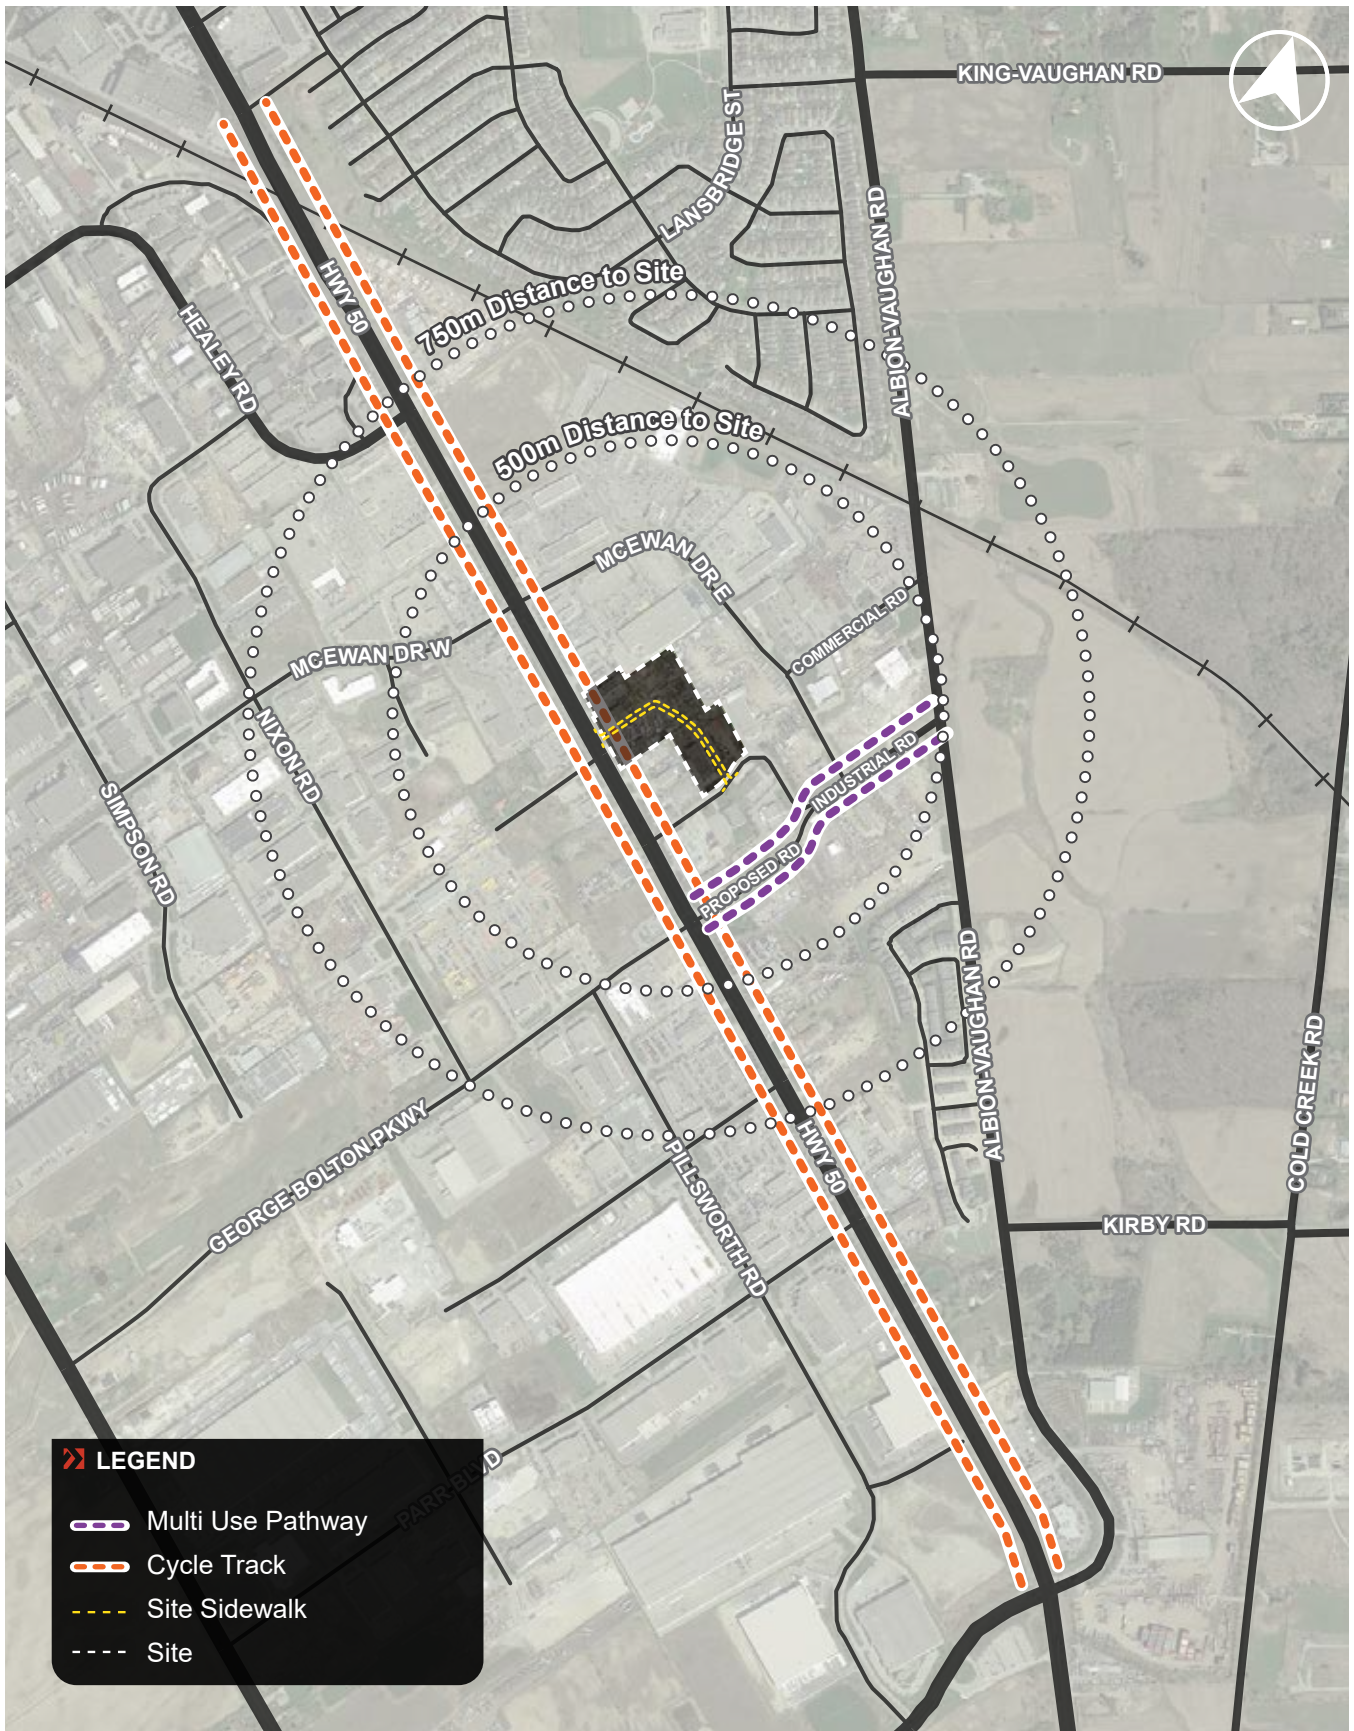 KING-VAUGHAN RD
LANSBRIDGE ST
ALBION-VAUGHAN RD
HWY 50
750m Distance to Site
HEALEY RD
500m Distance to Site
MCEWAN DR E
COMMERCIAL RD
MCEWAN DR W
NIXON RD
INDUSTRIAL RD
SIMPSON RD
PROPOSED RD
ALBION-VAUGHAN RD
COLD CREEK RD
GEORGE BOLTON PKWY
HWY 50
PILLSWORTH RD
KIRBY RD
PARR BLVD
LEGEND
Multi Use Pathway
Cycle Track
Site Sidewalk
Site